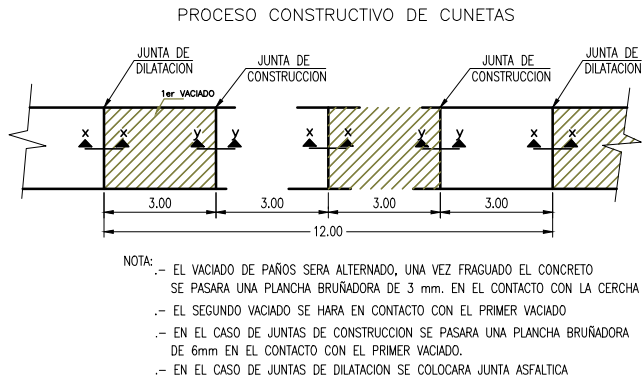 PROCESO CONSTRUCTIVO DE CUNETAS
JUNTA DE
DILATACION
JUNTA DE
CONSTRUCCION
JUNTA DE
CONSTRUCCION
JUNTA DE
DILATACION
1er VACIADO
x x y y x x y y x x
3.00 3.00 3.00 3.00
12.00
NOTA:
.- EL VACIADO DE PAÑOS SERA ALTERNADO, UNA VEZ FRAGUADO EL CONCRETO
SE PASARA UNA PLANCHA BRUÑADORA DE 3 mm. EN EL CONTACTO CON LA CERCHA
.- EL SEGUNDO VACIADO SE HARA EN CONTACTO CON EL PRIMER VACIADO
.- EN EL CASO DE JUNTAS DE CONSTRUCCION SE PASARA UNA PLANCHA BRUÑADORA
DE 6mm EN EL CONTACTO CON EL PRIMER VACIADO.
.- EN EL CASO DE JUNTAS DE DILATACION SE COLOCARA JUNTA ASFALTICA